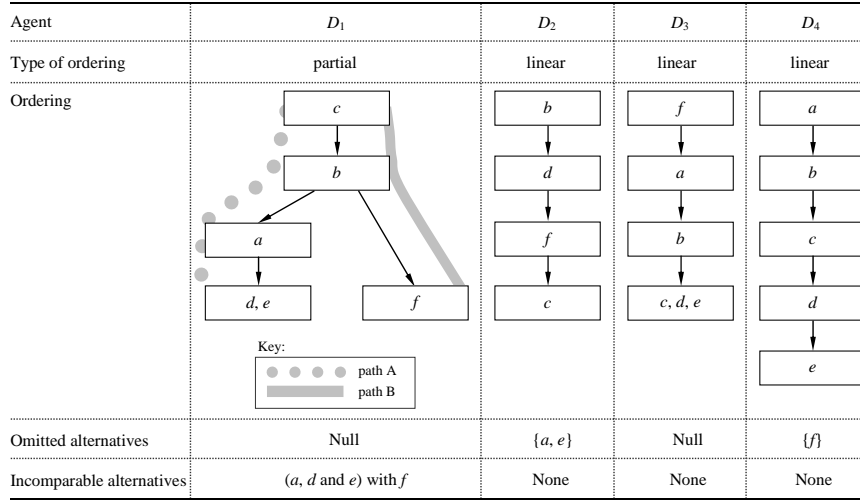 Agent D1 D2 D3 D4
Type of ordering partial linear linear linear
Ordering c b f a
b d a b
a f b c
d, e f c c, d, e d
Key:
path A
path B
e
Omitted alternatives Null {a, e} Null {f}
Incomparable alternatives (a, d and e) with f None None None